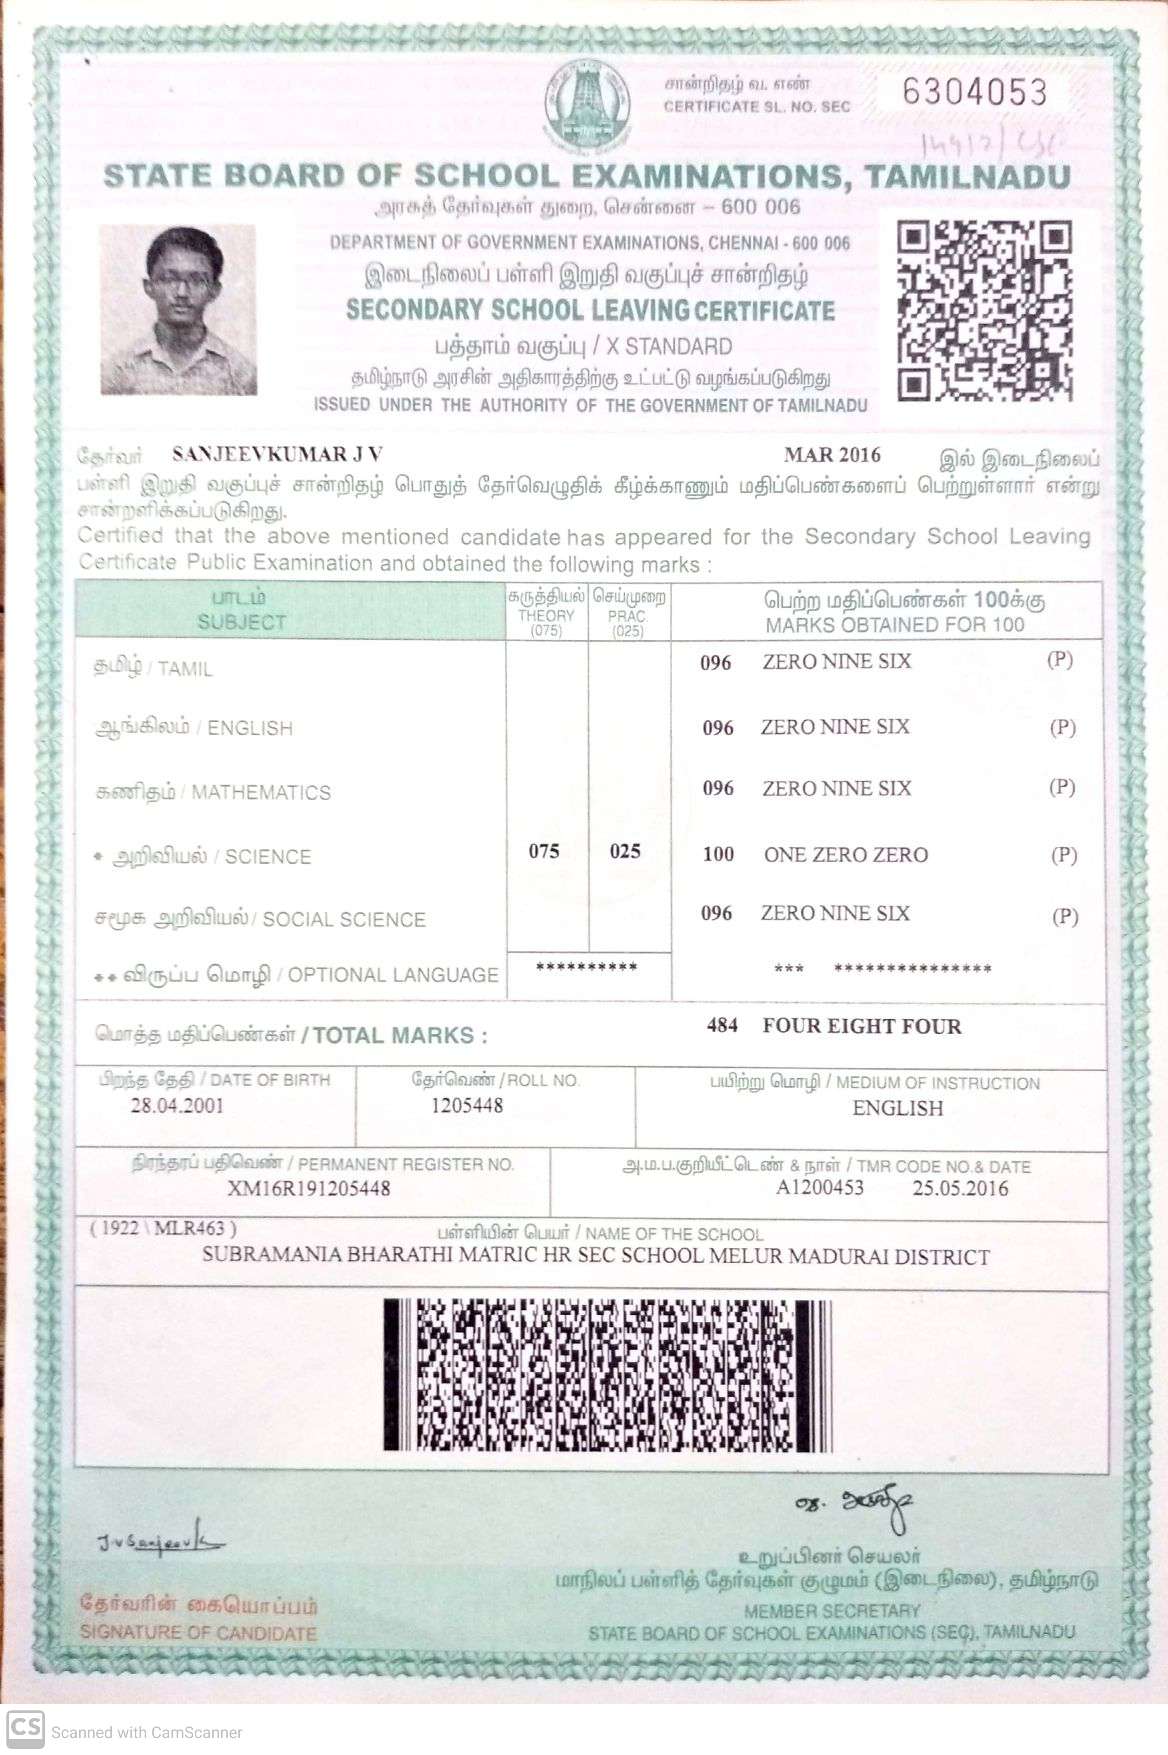 சான்றிதழ் வ. எண்
CERTIFICATE SL. NO. SEC
6304053
STATE BOARD OF SCHOOL EXAMINATIONS, TAMILNADU
அரசுத் தேர்வுகள் துறை, சென்னை – 600 006
DEPARTMENT OF GOVERNMENT EXAMINATIONS, CHENNAI - 600 006
இடைநிலைப் பள்ளி இறுதி வகுப்புச் சான்றிதழ்
SECONDARY SCHOOL LEAVING CERTIFICATE
பத்தாம் வகுப்பு / X STANDARD
தமிழ்நாடு அரசின் அதிகாரத்திற்கு உட்பட்டு வழங்கப்படுகிறது
ISSUED UNDER THE AUTHORITY OF THE GOVERNMENT OF TAMILNADU
தேர்வர் SANJEEVKUMAR J V MAR 2016 இல் இடைநிலைப்
பள்ளி இறுதி வகுப்புச் சான்றிதழ் பொதுத் தேர்வெழுதிக் கீழ்க்காணும் மதிப்பெண்களைப் பெற்றுள்ளார் என்று
சான்றளிக்கப்படுகிறது.
Certified that the above mentioned candidate has appeared for the Secondary School Leaving
Certificate Public Examination and obtained the following marks :
பாடம் கருத்தியல் செய்முறை பெற்ற மதிப்பெண்கள் 100க்கு
SUBJECT THEORY PRAC. MARKS OBTAINED FOR 100
(075) (025)
தமிழ் / TAMIL 096 ZERO NINE SIX (P)
ஆங்கிலம் / ENGLISH 096 ZERO NINE SIX (P)
கணிதம் / MATHEMATICS 096 ZERO NINE SIX (P)
* அறிவியல் / SCIENCE 075 025 100 ONE ZERO ZERO (P)
சமூக அறிவியல் / SOCIAL SCIENCE 096 ZERO NINE SIX (P)
** விருப்ப மொழி / OPTIONAL LANGUAGE ********** *** ***************
மொத்த மதிப்பெண்கள் / TOTAL MARKS : 484 FOUR EIGHT FOUR
பிறந்த தேதி / DATE OF BIRTH தேர்வெண் / ROLL NO. பயிற்று மொழி / MEDIUM OF INSTRUCTION
28.04.2001 1205448 ENGLISH
நிரந்தரப் பதிவெண் / PERMANENT REGISTER NO. அ.ம.ப.குறியீட்டெண் & நாள் / TMR CODE NO.& DATE
XM16R191205448 A1200453 25.05.2016
( 1922 \ MLR463 ) பள்ளியின் பெயர் / NAME OF THE SCHOOL
SUBRAMANIA BHARATHI MATRIC HR SEC SCHOOL MELUR MADURAI DISTRICT
உறுப்பினர் செயலர்
மாநிலப் பள்ளித் தேர்வுகள் குழுமம் (இடைநிலை), தமிழ்நாடு
MEMBER SECRETARY
STATE BOARD OF SCHOOL EXAMINATIONS (SEC), TAMILNADU
J.V Sanjeevk
தேர்வரின் கையொப்பம்
SIGNATURE OF CANDIDATE
CS Scanned with CamScanner